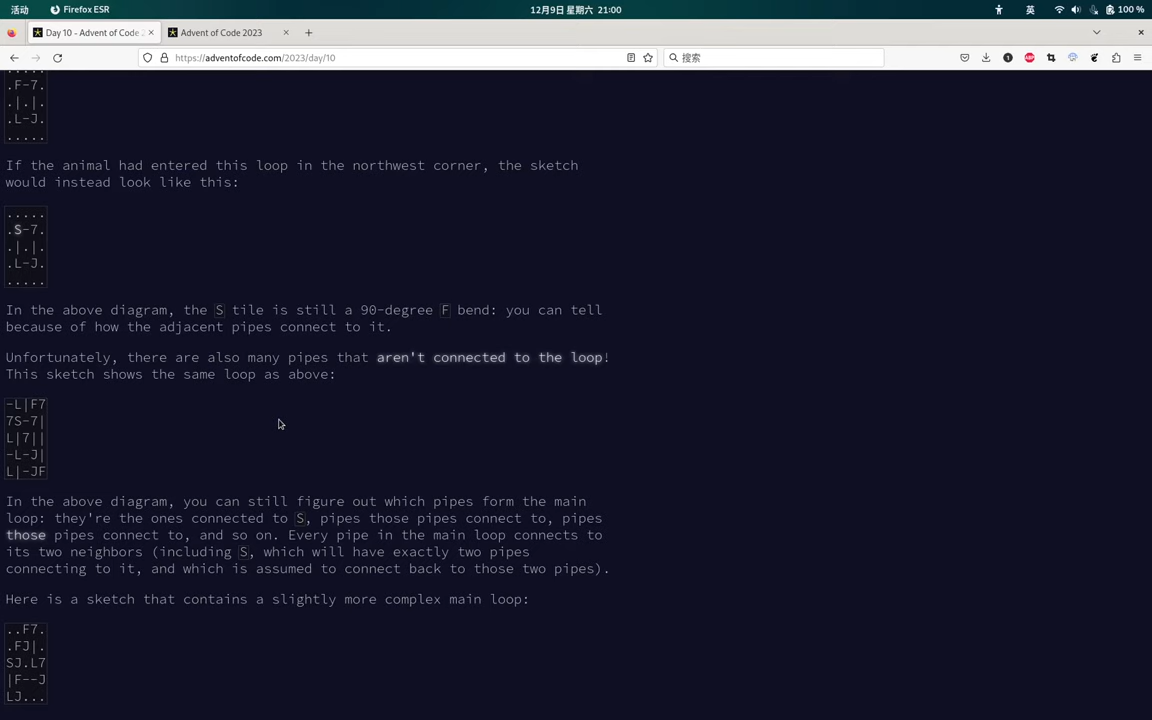 活动
Firefox ESR
12月9日 星期六 21:00
英
100 %
Day 10 - Advent of Code 2
Advent of Code 2023
https://adventofcode.com/2023/day/10
搜索
.....
.F-7.
.|.|.
.L-J.
.....
If the animal had entered this loop in the northwest corner, the sketch
would instead look like this:
.....
.S-7.
.|.|.
.L-J.
.....
In the above diagram, the S tile is still a 90-degree F bend: you can tell
because of how the adjacent pipes connect to it.
Unfortunately, there are also many pipes that aren't connected to the loop!
This sketch shows the same loop as above:
-L|F7
7S-7|
L|7||
-L-J|
L|-JF
In the above diagram, you can still figure out which pipes form the main
loop: they're the ones connected to S, pipes those pipes connect to, pipes
those pipes connect to, and so on. Every pipe in the main loop connects to
its two neighbors (including S, which will have exactly two pipes
connecting to it, and which is assumed to connect back to those two pipes).
Here is a sketch that contains a slightly more complex main loop:
..F7.
.FJ|.
SJ.L7
|F--J
LJ...